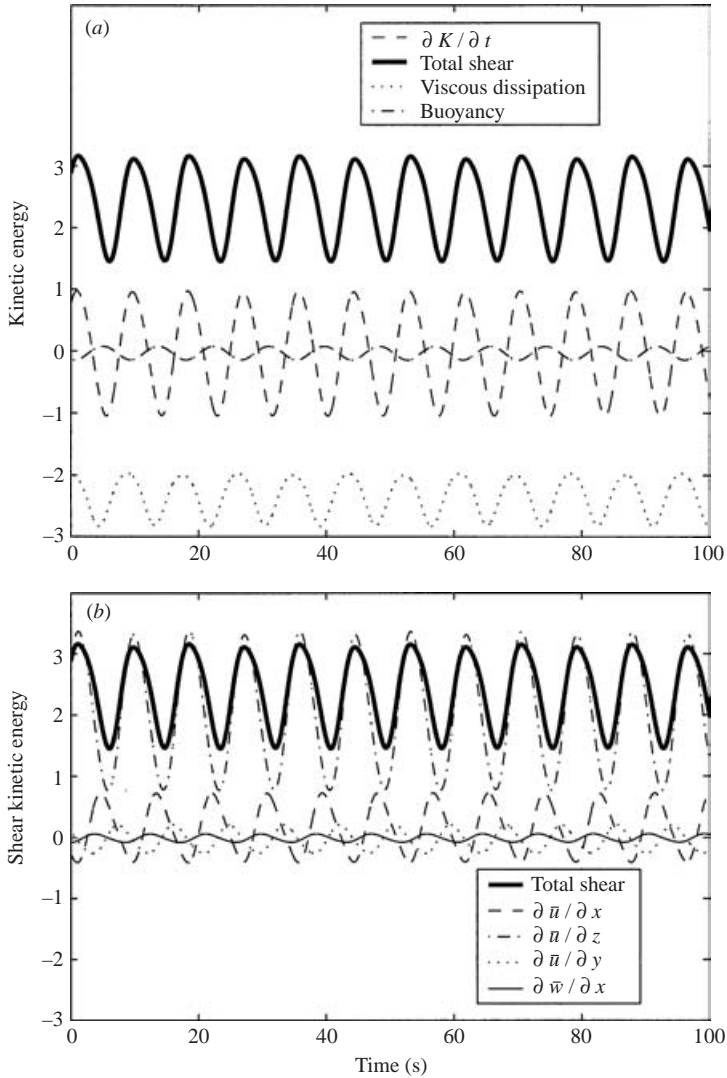 (a)
∂ K / ∂ t
Total shear
Viscous dissipation
Buoyancy
3
2
1
0
–1
–2
–3
Kinetic energy
0 20 40 60 80 100
(b)
3
2
1
0
–1
–2
–3
Shear kinetic energy
Total shear
∂ ū / ∂ x
∂ ū / ∂ z
∂ ū / ∂ y
∂ w̄ / ∂ x
0 20 40 60 80 100
Time (s)